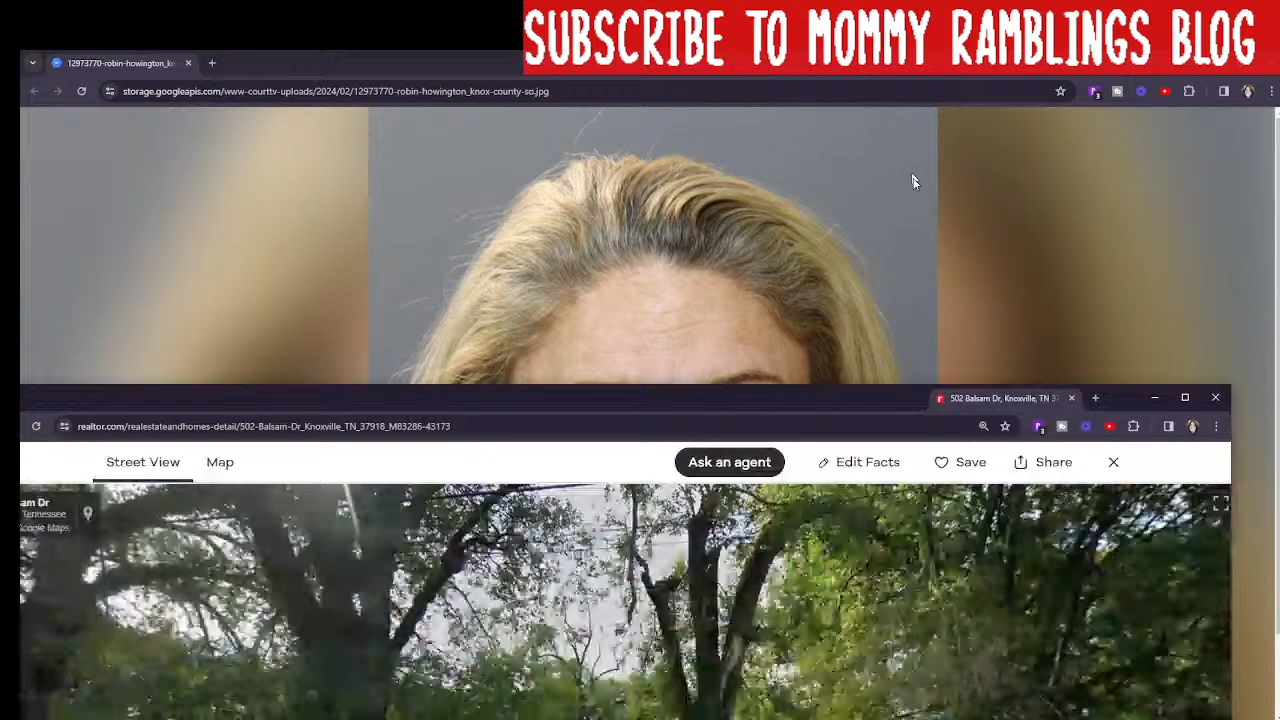 SUBSCRIBE TO MOMMY RAMBLINGS BLOG
12973770-robin-howington_kn
storage.googleapis.com/www-courttv-uploads/2024/02/12973770-robin-howington_knox-county-so.jpg
502 Balsam Dr, Knoxville, TN 37
realtor.com/realestateandhomes-detail/502-Balsam-Dr_Knoxville_TN_37918_M83286-43173
Street View Map Ask an agent Edit Facts Save Share
am Dr
Tennessee
Google Maps